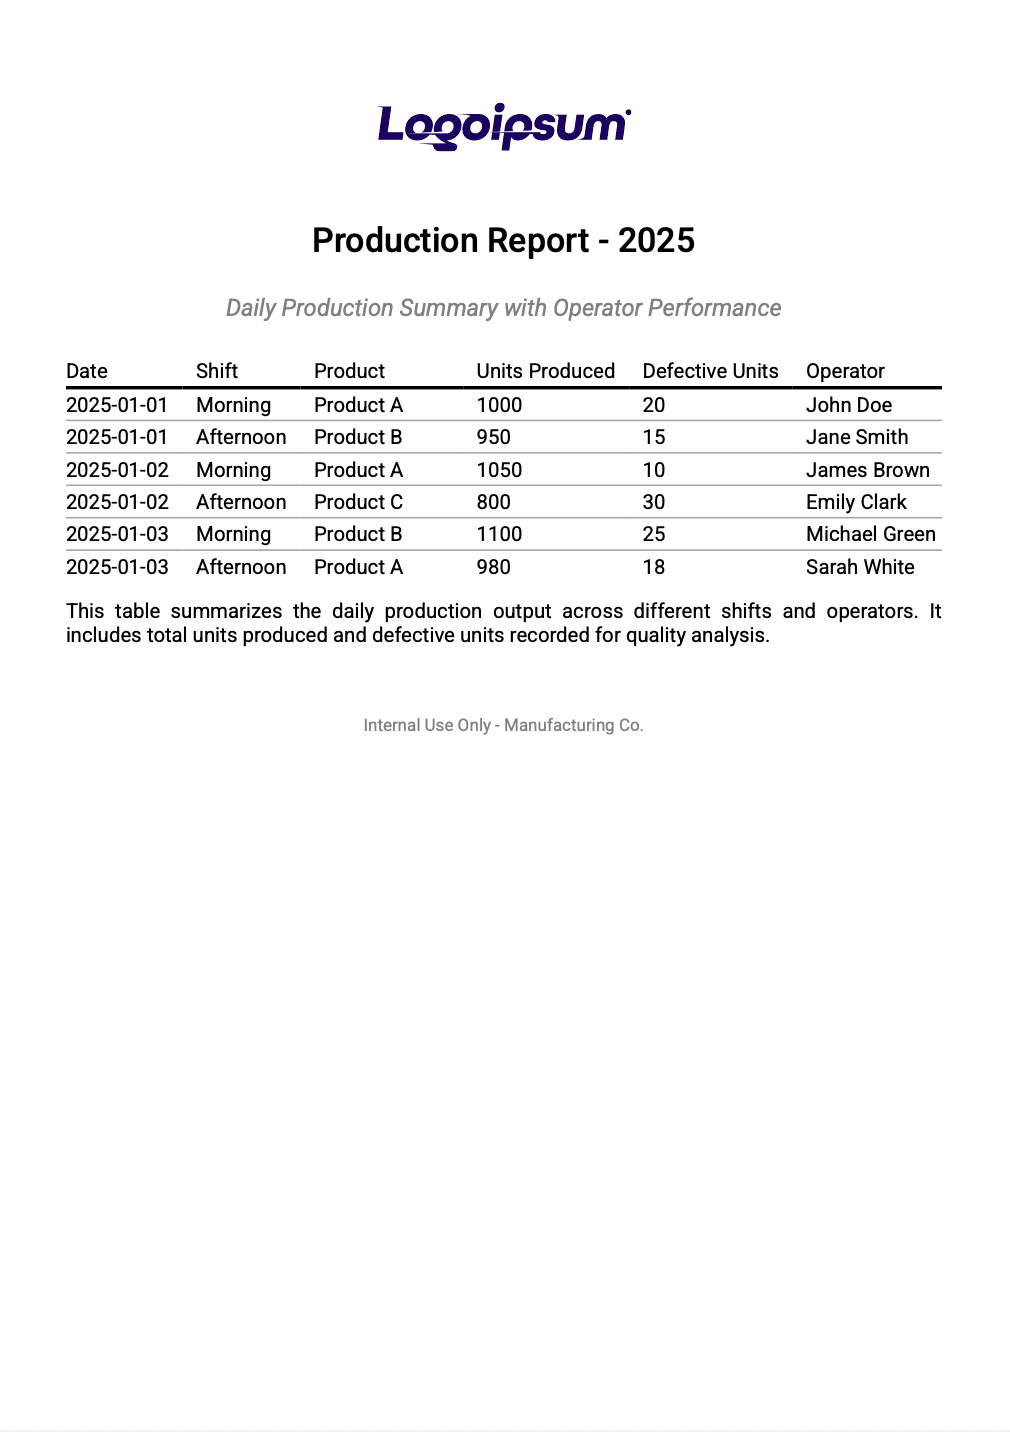 Logoipsum
Production Report - 2025
Daily Production Summary with Operator Performance
Date Shift Product Units Produced Defective Units Operator
2025-01-01 Morning Product A 1000 20 John Doe
2025-01-01 Afternoon Product B 950 15 Jane Smith
2025-01-02 Morning Product A 1050 10 James Brown
2025-01-02 Afternoon Product C 800 30 Emily Clark
2025-01-03 Morning Product B 1100 25 Michael Green
2025-01-03 Afternoon Product A 980 18 Sarah White
This table summarizes the daily production output across different shifts and operators. It
includes total units produced and defective units recorded for quality analysis.
Internal Use Only - Manufacturing Co.